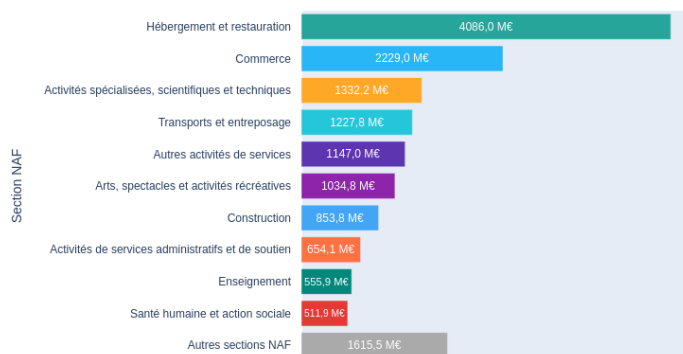 Section NAF
Hébergement et restauration 4086,0 M€
Commerce 2229,0 M€
Activités spécialisées, scientifiques et techniques 1332,2 M€
Transports et entreposage 1227,8 M€
Autres activités de services 1147,0 M€
Arts, spectacles et activités récréatives 1034,8 M€
Construction 853,8 M€
Activités de services administratifs et de soutien 654,1 M€
Enseignement 555,9 M€
Santé humaine et action sociale 511,9 M€
Autres sections NAF 1615,5 M€